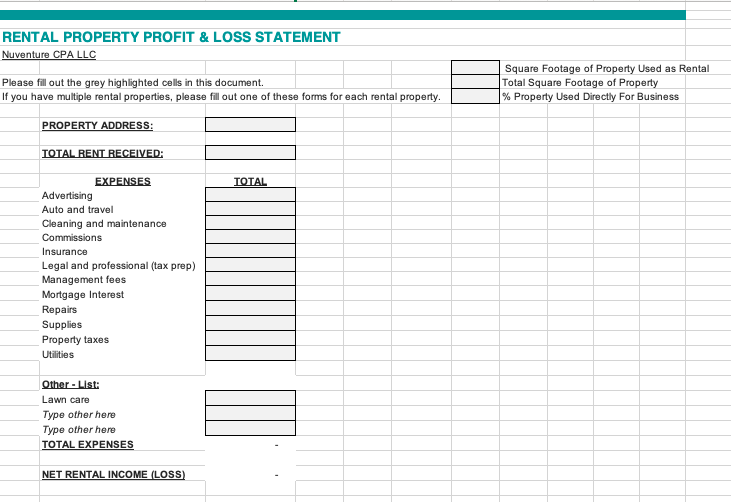 RENTAL PROPERTY PROFIT & LOSS STATEMENT
Nuventure CPA LLC
Square Footage of Property Used as Rental
Please fill out the grey highlighted cells in this document.
Total Square Footage of Property
If you have multiple rental properties, please fill out one of these forms for each rental property.
% Property Used Directly For Business
PROPERTY ADDRESS:
TOTAL RENT RECEIVED:
EXPENSES TOTAL
Advertising
Auto and travel
Cleaning and maintenance
Commissions
Insurance
Legal and professional (tax prep)
Management fees
Mortgage Interest
Repairs
Supplies
Property taxes
Utilities
Other - List:
Lawn care
Type other here
Type other here
TOTAL EXPENSES -
NET RENTAL INCOME (LOSS) -